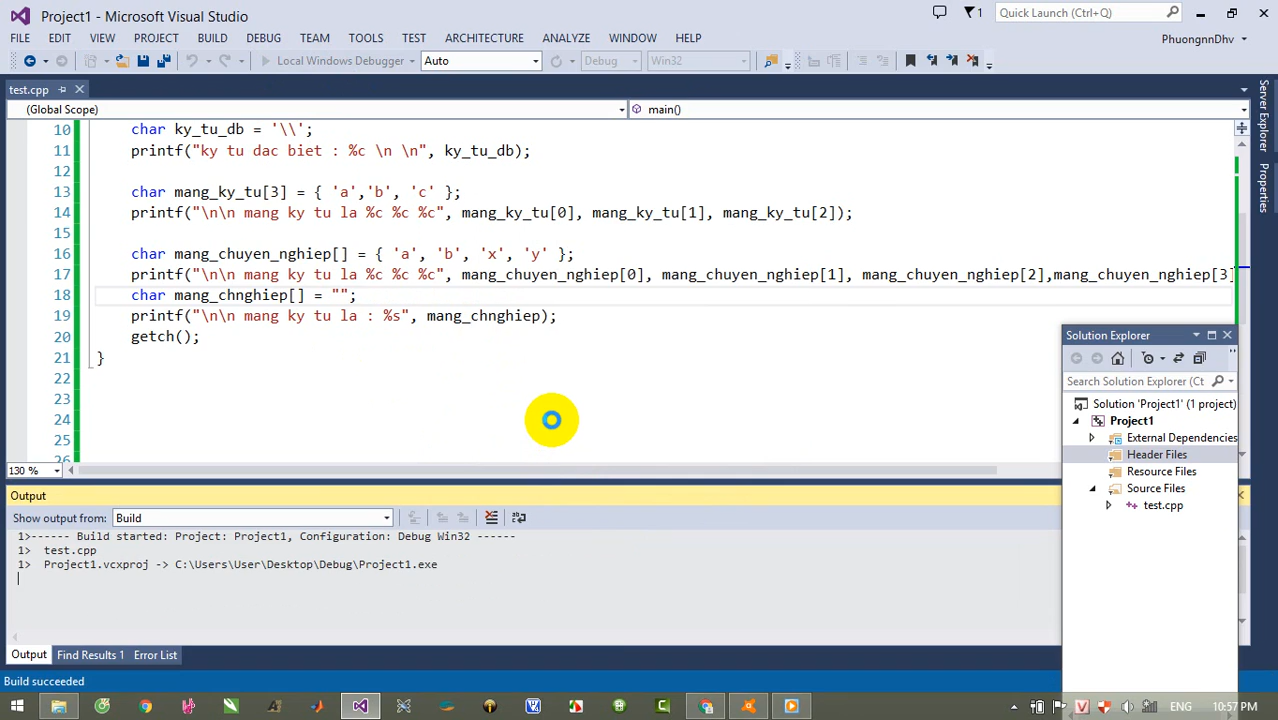 Project1 - Microsoft Visual Studio
1
Quick Launch (Ctrl+Q)
FILE EDIT VIEW PROJECT BUILD DEBUG TEAM TOOLS TEST ARCHITECTURE ANALYZE WINDOW HELP
PhuongnnDhv
Local Windows Debugger Auto Debug Win32
test.cpp
(Global Scope) main()
10 char ky_tu_db = '\\';
11 printf("ky tu dac biet : %c \n \n", ky_tu_db);
12
13 char mang_ky_tu[3] = { 'a','b', 'c' };
14 printf("\n\n mang ky tu la %c %c %c", mang_ky_tu[0], mang_ky_tu[1], mang_ky_tu[2]);
15
16 char mang_chuyen_nghiep[] = { 'a', 'b', 'x', 'y' };
17 printf("\n\n mang ky tu la %c %c %c", mang_chuyen_nghiep[0], mang_chuyen_nghiep[1], mang_chuyen_nghiep[2],mang_chuyen_nghiep[3]
18 char mang_chnghiep[] = "";
19 printf("\n\n mang ky tu la : %s", mang_chnghiep);
20 getch();
21 }
22
23
24
25
26
130 %
Server Explorer
Properties
Solution Explorer
Search Solution Explorer (Ct
Solution 'Project1' (1 project)
Project1
External Dependencies
Header Files
Resource Files
Source Files
test.cpp
Output
Show output from: Build
1>------ Build started: Project: Project1, Configuration: Debug Win32 ------
1> test.cpp
1> Project1.vcxproj -> C:\Users\User\Desktop\Debug\Project1.exe
Output Find Results 1 Error List
Build succeeded
ENG 10:57 PM